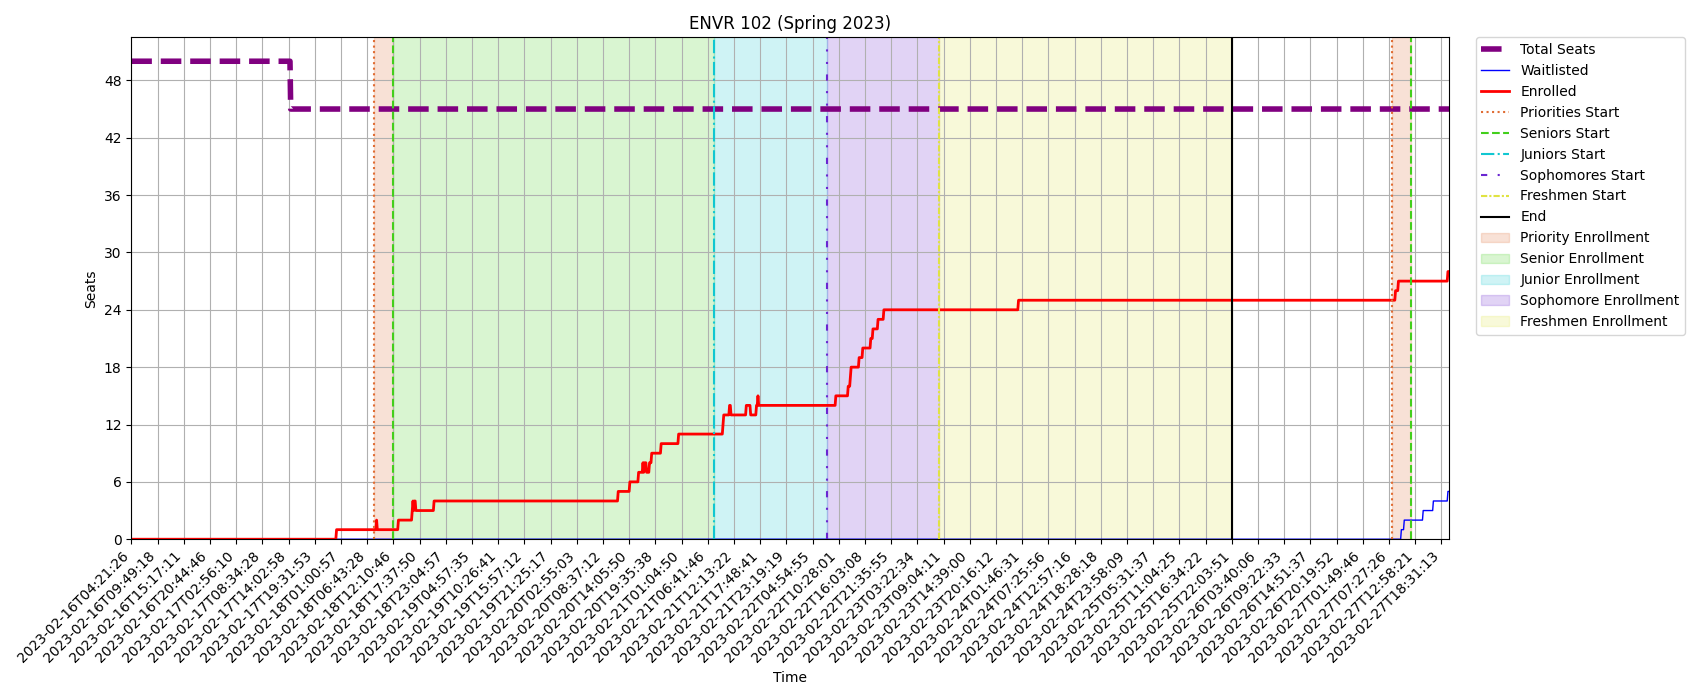 ENVR 102 (Spring 2023)
Seats
48
42
36
30
24
18
12
6
0
2023-02-16T04:21:26
2023-02-16T09:49:18
2023-02-16T15:17:11
2023-02-16T20:44:46
2023-02-17T02:56:10
2023-02-17T08:34:28
2023-02-17T14:02:58
2023-02-17T19:31:53
2023-02-18T01:00:57
2023-02-18T06:43:28
2023-02-18T12:10:46
2023-02-18T17:37:50
2023-02-18T23:04:57
2023-02-19T04:57:35
2023-02-19T10:26:41
2023-02-19T15:57:12
2023-02-19T21:25:17
2023-02-20T02:55:03
2023-02-20T08:37:12
2023-02-20T14:05:50
2023-02-20T19:35:38
2023-02-21T01:04:50
2023-02-21T06:41:46
2023-02-21T12:13:22
2023-02-21T17:48:41
2023-02-21T23:19:19
2023-02-22T04:54:55
2023-02-22T10:28:01
2023-02-22T16:03:08
2023-02-22T21:35:55
2023-02-23T03:22:34
2023-02-23T09:04:11
2023-02-23T14:39:00
2023-02-23T20:16:12
2023-02-24T01:46:31
2023-02-24T07:25:56
2023-02-24T12:57:16
2023-02-24T18:28:18
2023-02-24T23:58:09
2023-02-25T05:31:37
2023-02-25T11:04:25
2023-02-25T16:34:22
2023-02-25T22:03:51
2023-02-26T03:40:06
2023-02-26T09:22:33
2023-02-26T14:51:37
2023-02-26T20:19:52
2023-02-27T01:49:46
2023-02-27T07:27:26
2023-02-27T12:58:21
2023-02-27T18:31:13
Time
Total Seats
Waitlisted
Enrolled
Priorities Start
Seniors Start
Juniors Start
Sophomores Start
Freshmen Start
End
Priority Enrollment
Senior Enrollment
Junior Enrollment
Sophomore Enrollment
Freshmen Enrollment